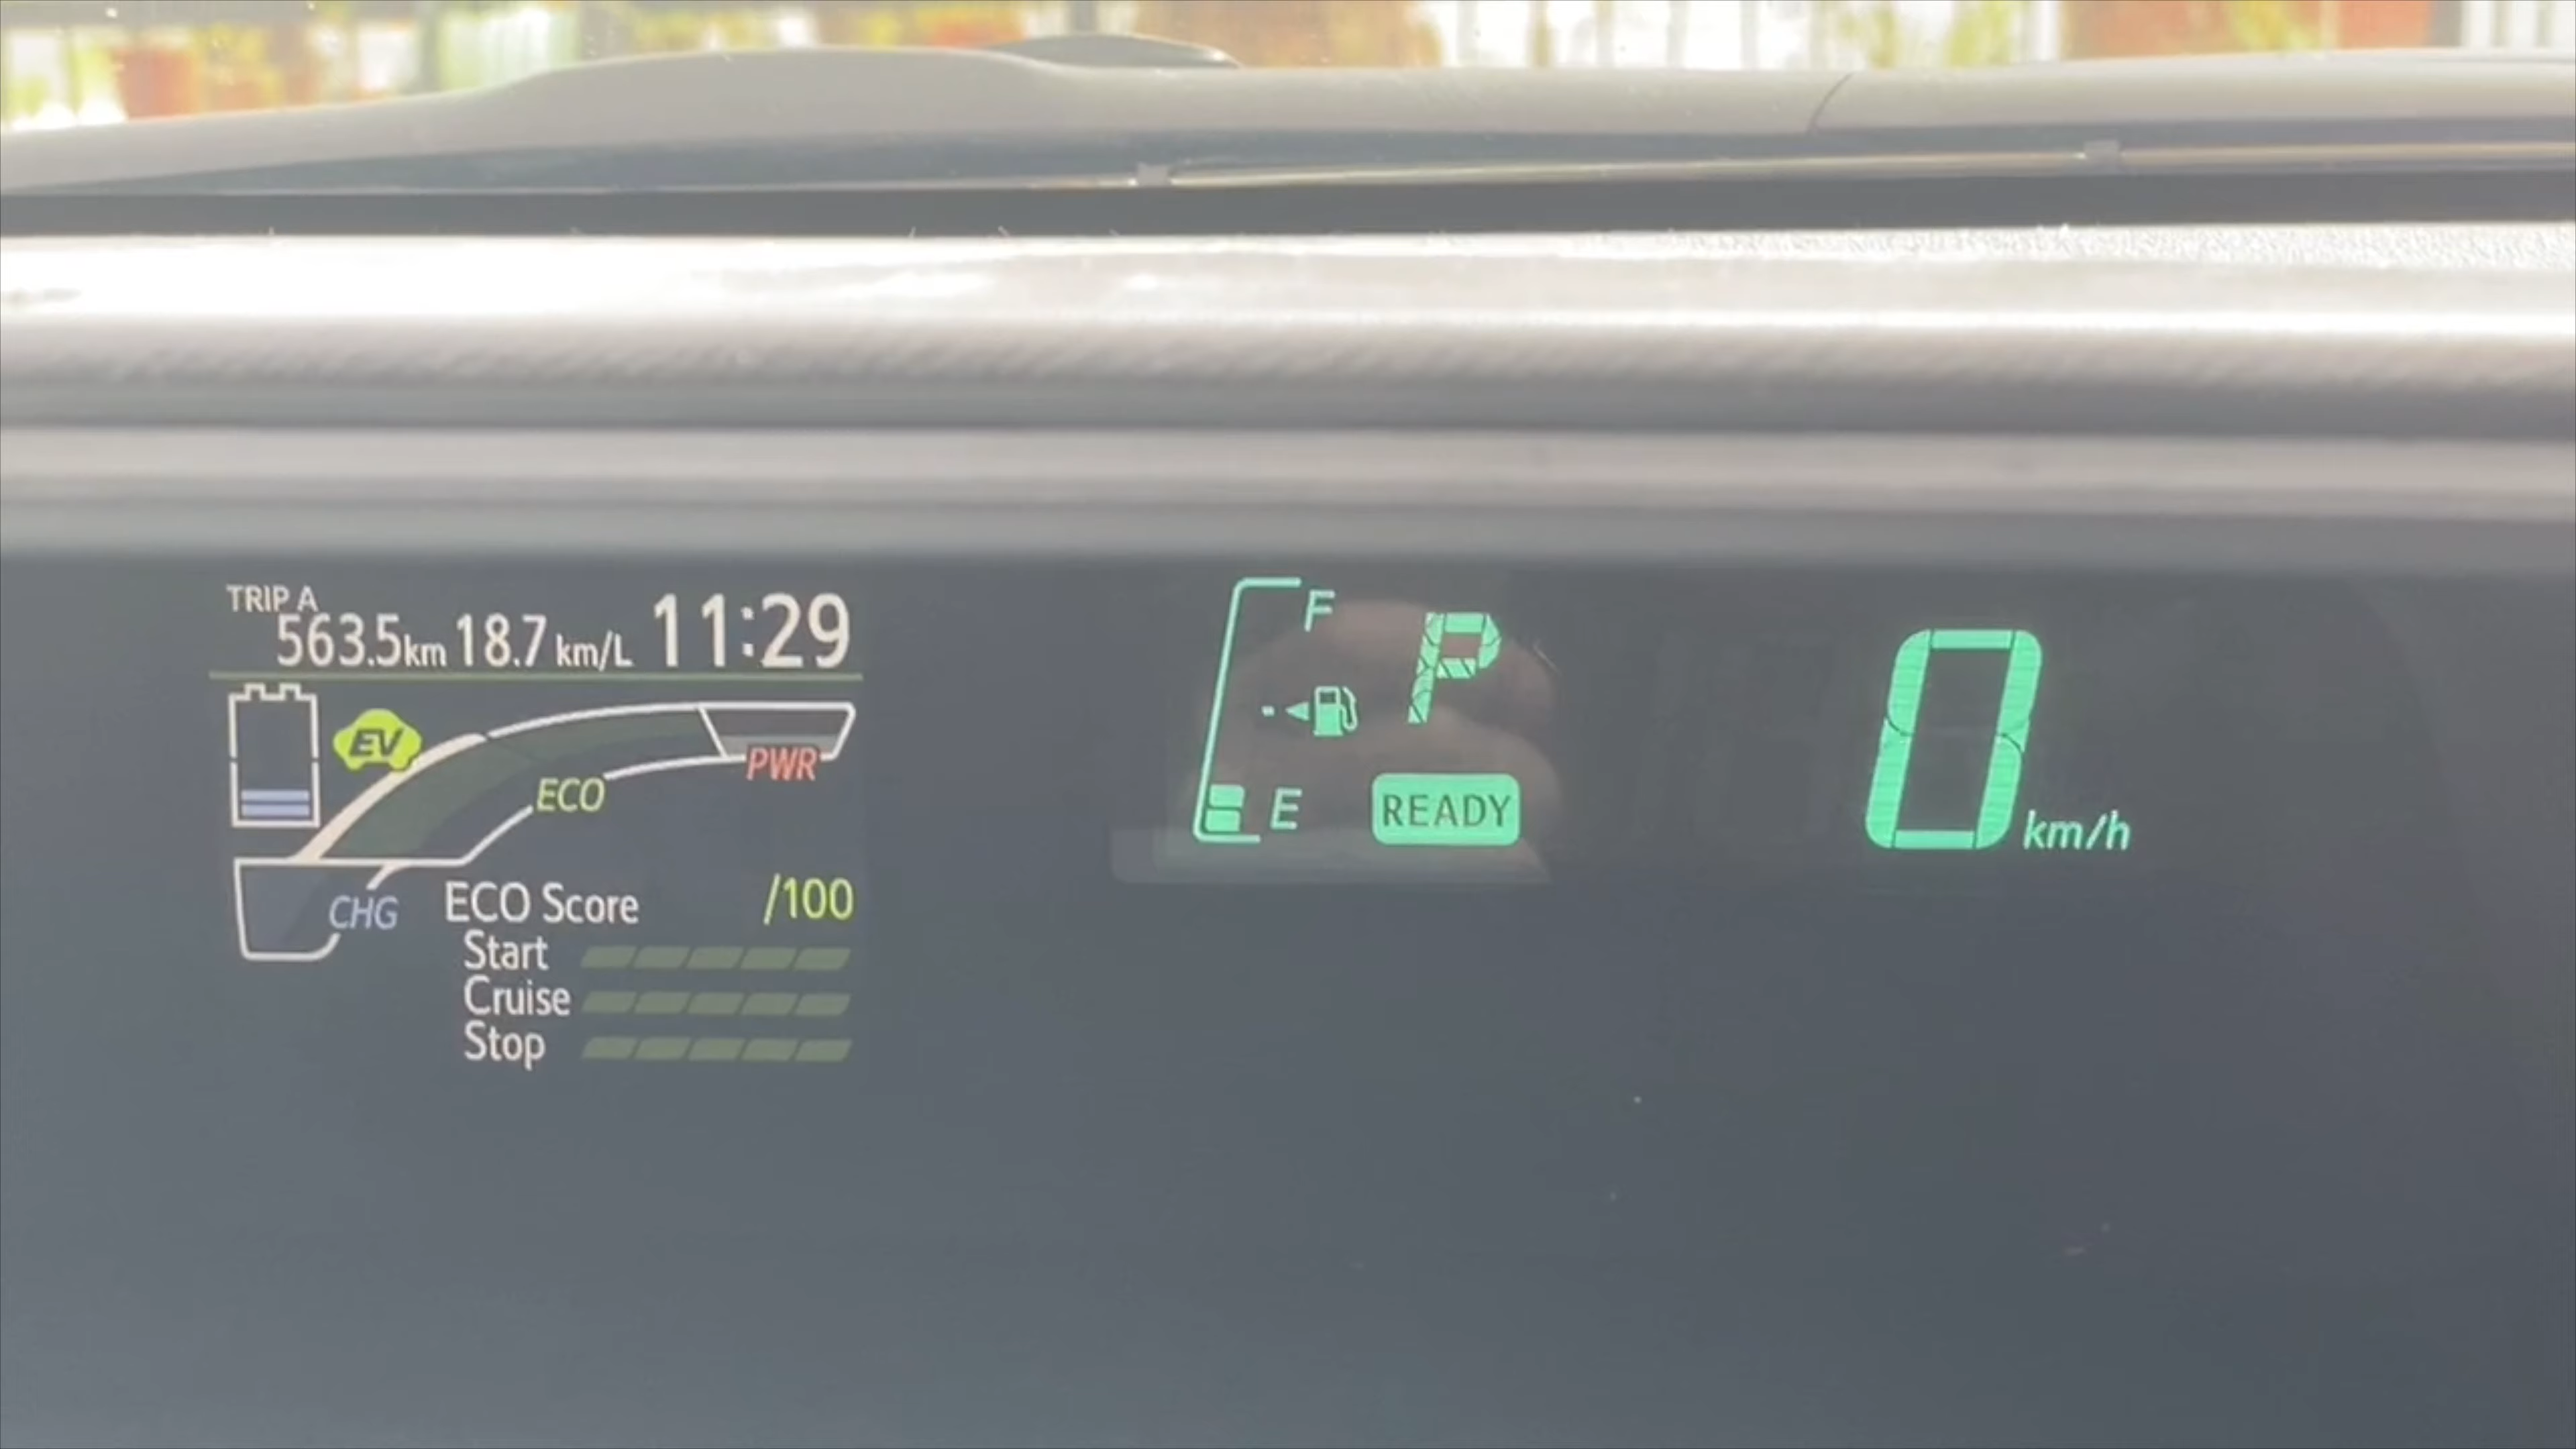 TRIP A
563.5km 18.7 km/L 11:29
EV
PWR
ECO
CHG
ECO Score /100
Start
Cruise
Stop
F
P
E
READY
0 km/h